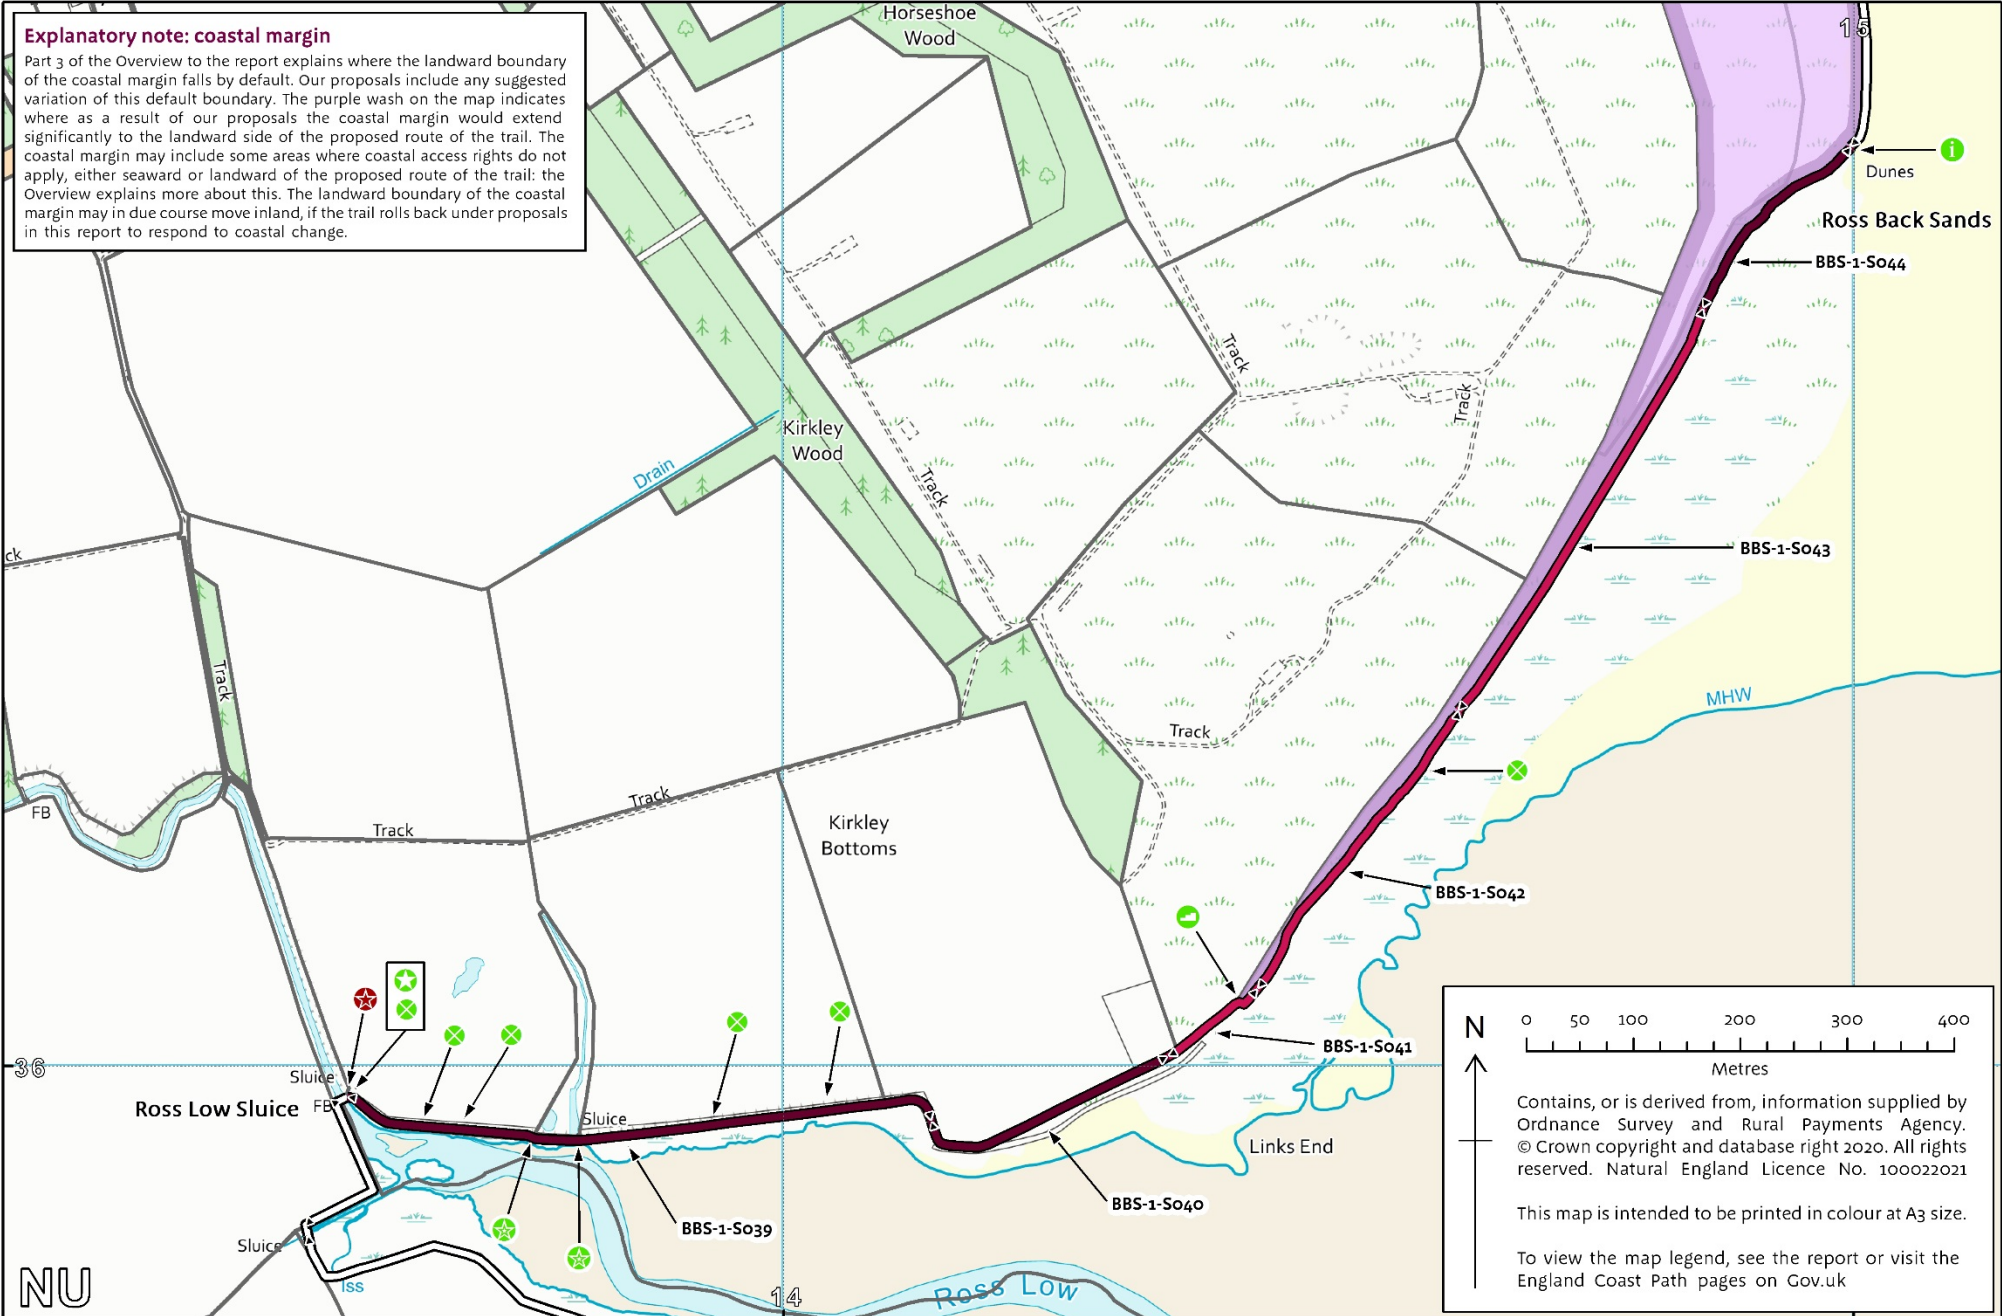 Explanatory note: coastal margin
Part 3 of the Overview to the report explains where the landward boundary
of the coastal margin falls by default. Our proposals include any suggested
variation of this default boundary. The purple wash on the map indicates
where as a result of our proposals the coastal margin would extend
significantly to the landward side of the proposed route of the trail. The
coastal margin may include some areas where coastal access rights do not
apply, either seaward or landward of the proposed route of the trail: the
Overview explains more about this. The landward boundary of the coastal
margin may in due course move inland, if the trail rolls back under proposals
in this report to respond to coastal change.
Horseshoe
Wood
15
i
Dunes
Ross Back Sands
BBS-1-S044
Track
Track
Kirkley
Wood
Drain
Track
ck
BBS-1-S043
Track
MHW
Track
Track
Track
FB
Kirkley
Bottoms
BBS-1-S042
BBS-1-S041
36
Sluice
FB
Ross Low Sluice
Sluice
Links End
BBS-1-S040
BBS-1-S039
Sluice
Iss
NU
14
Ross Low
N
0 50 100 200 300 400
Metres
Contains, or is derived from, information supplied by
Ordnance Survey and Rural Payments Agency.
© Crown copyright and database right 2020. All rights
reserved. Natural England Licence No. 100022021
This map is intended to be printed in colour at A3 size.
To view the map legend, see the report or visit the
England Coast Path pages on Gov.uk